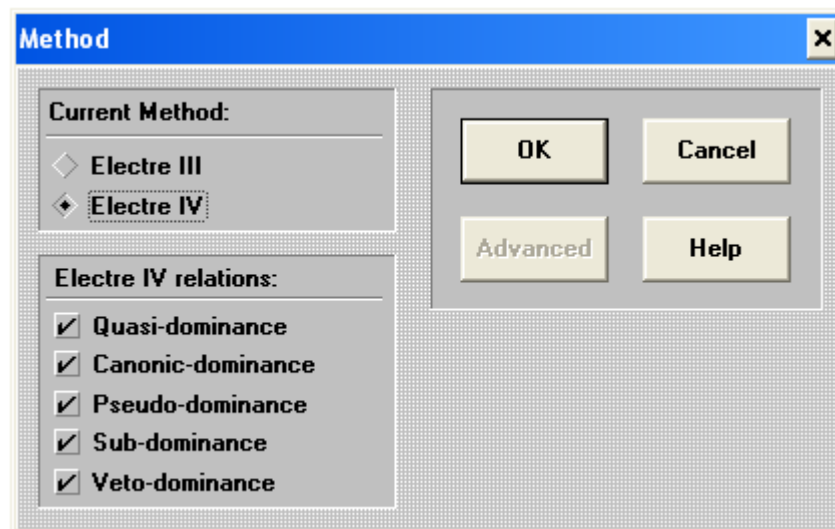 Method
Current Method:
Electre III
Electre IV
OK
Cancel
Advanced
Help
Electre IV relations:
Quasi-dominance
Canonic-dominance
Pseudo-dominance
Sub-dominance
Veto-dominance